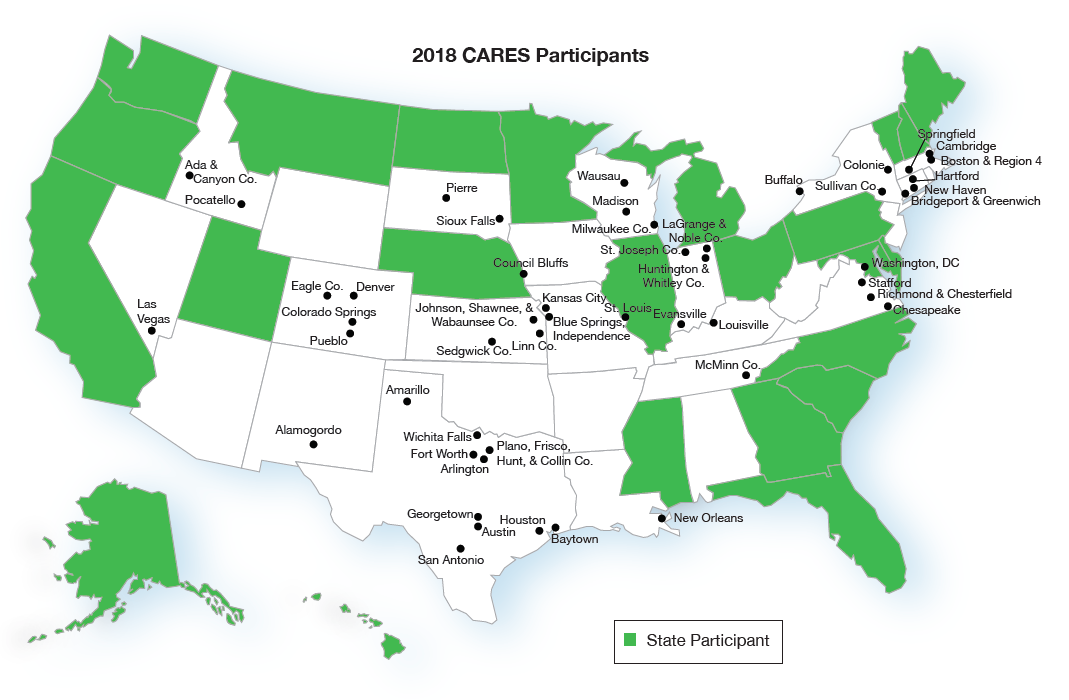 2018 CARES Participants
Springfield
Cambridge
Boston & Region 4
Colonie
Hartford
Buffalo
Sullivan Co.
New Haven
Bridgeport & Greenwich
Ada &
Canyon Co.
Pocatello
Pierre
Sioux Falls
Wausau
Madison
Milwaukee Co.
LaGrange &
Noble Co.
St. Joseph Co.
Huntington &
Whitley Co.
Washington, DC
Stafford
Richmond & Chesterfield
Chesapeake
Council Bluffs
Eagle Co.
Denver
Colorado Springs
Pueblo
Las
Vegas
Johnson, Shawnee, &
Wabaunsee Co.
Kansas City
Blue Springs,
Independence
St. Louis
Evansville
Louisville
Sedgwick Co.
Linn Co.
McMinn Co.
Amarillo
Alamogordo
Wichita Falls
Fort Worth
Arlington
Plano, Frisco,
Hunt, & Collin Co.
Georgetown
Austin
Houston
Baytown
San Antonio
New Orleans
State Participant